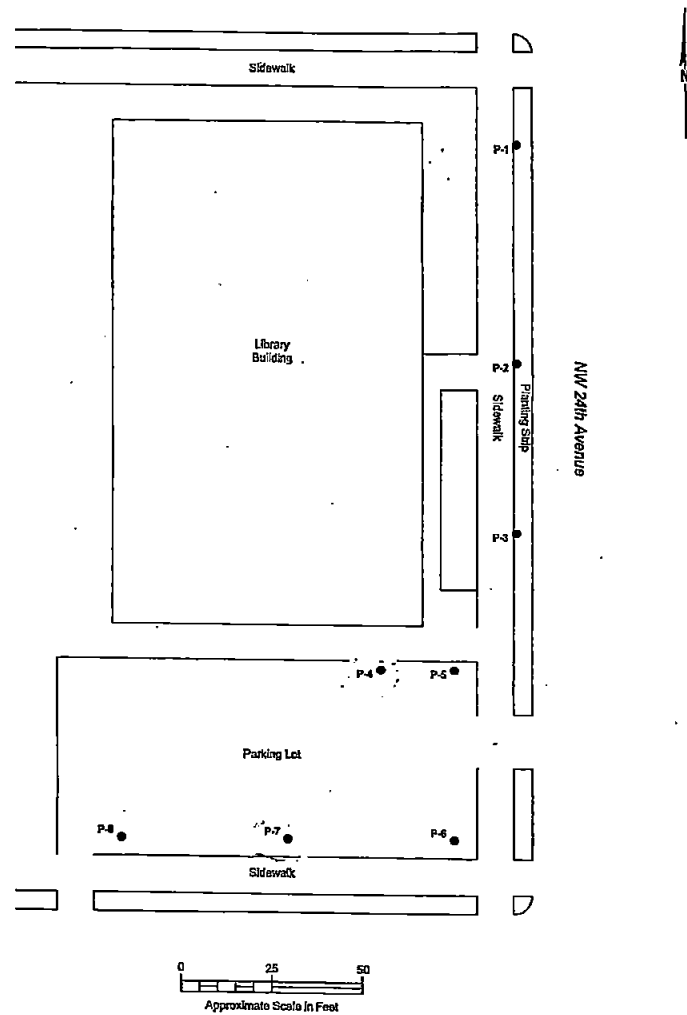 Sidewalk
N
P-1
Library
Building
P-2
Planting Strip
Sidewalk
NW 24th Avenue
P-3
P-4
P-5
Parking Lot
P-8
P-7
P-6
Sidewalk
0 25 50
Approximate Scale in Feet